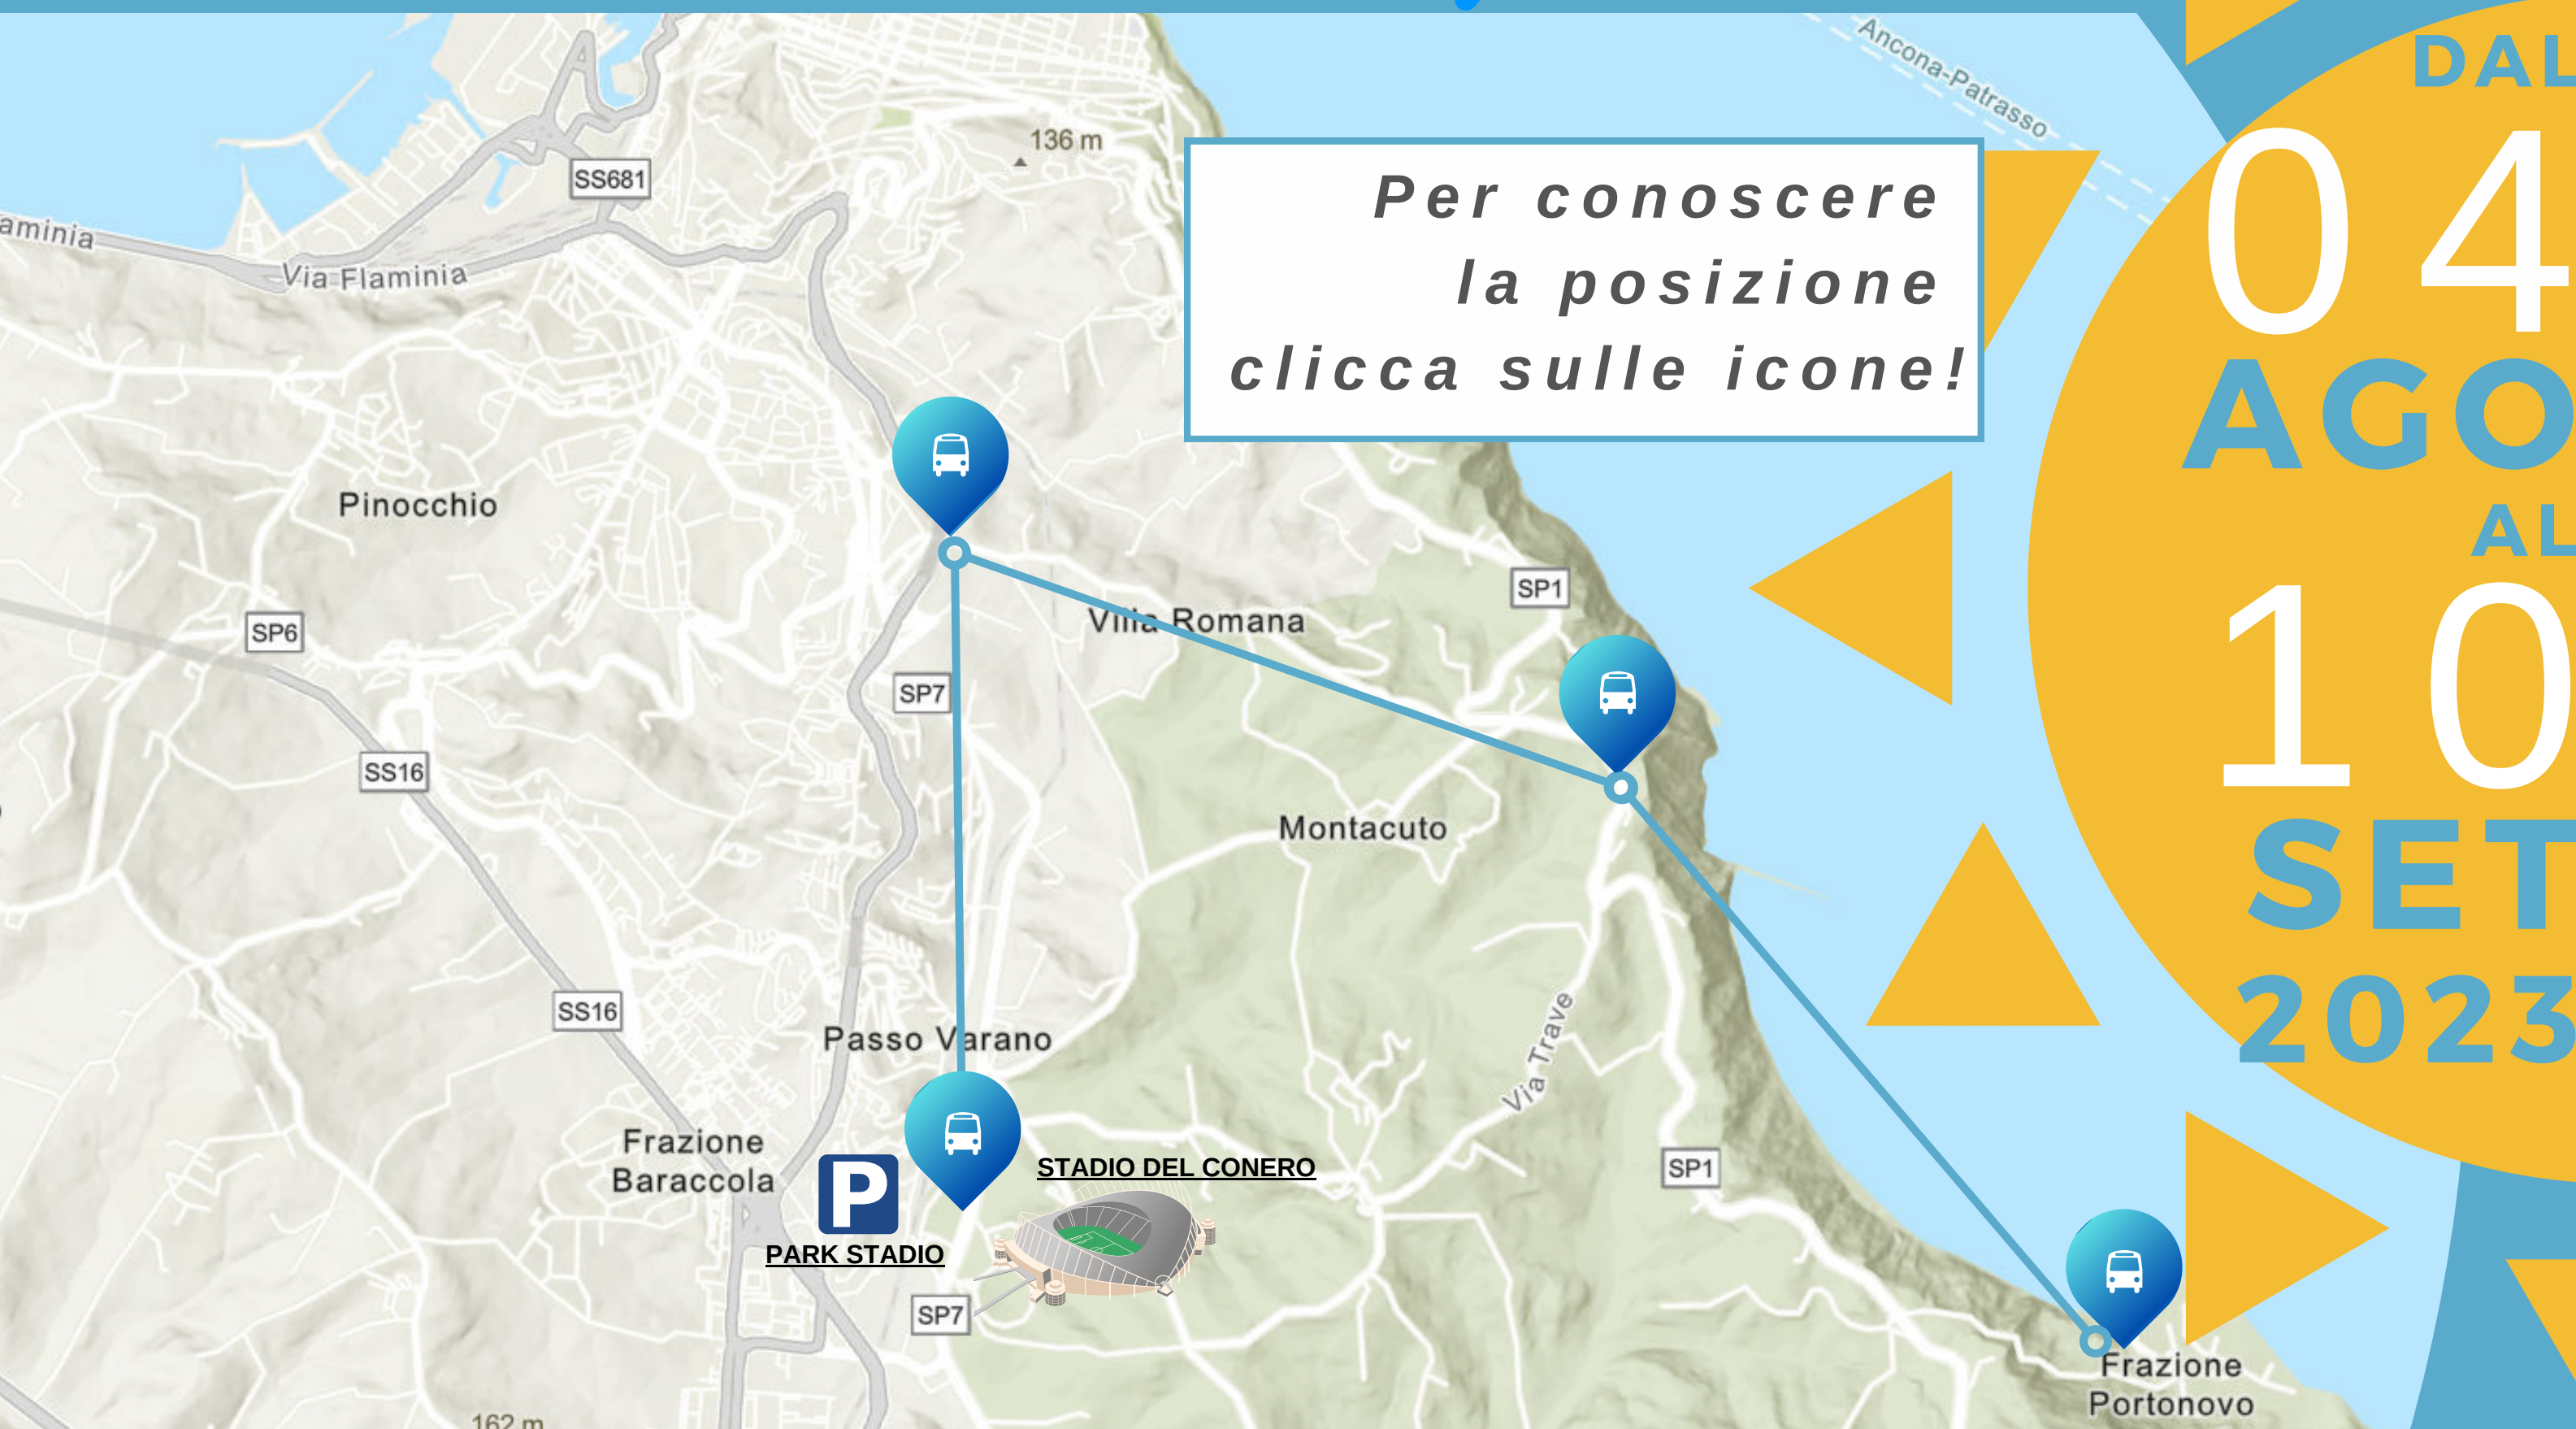 Ancona-Patrasso
DAL
04
AGO
AL
10
SET
2023
136 m
SS681
Per conoscere
la posizione
clicca sulle icone!
aminia
Via Flaminia
Pinocchio
SP1
Villa Romana
SP6
SP7
SS16
Montacuto
SS16
Passo Varano
Via Trave
Frazione
Baraccola
STADIO DEL CONERO
SP1
P
PARK STADIO
SP7
Frazione
Portonovo
162 m